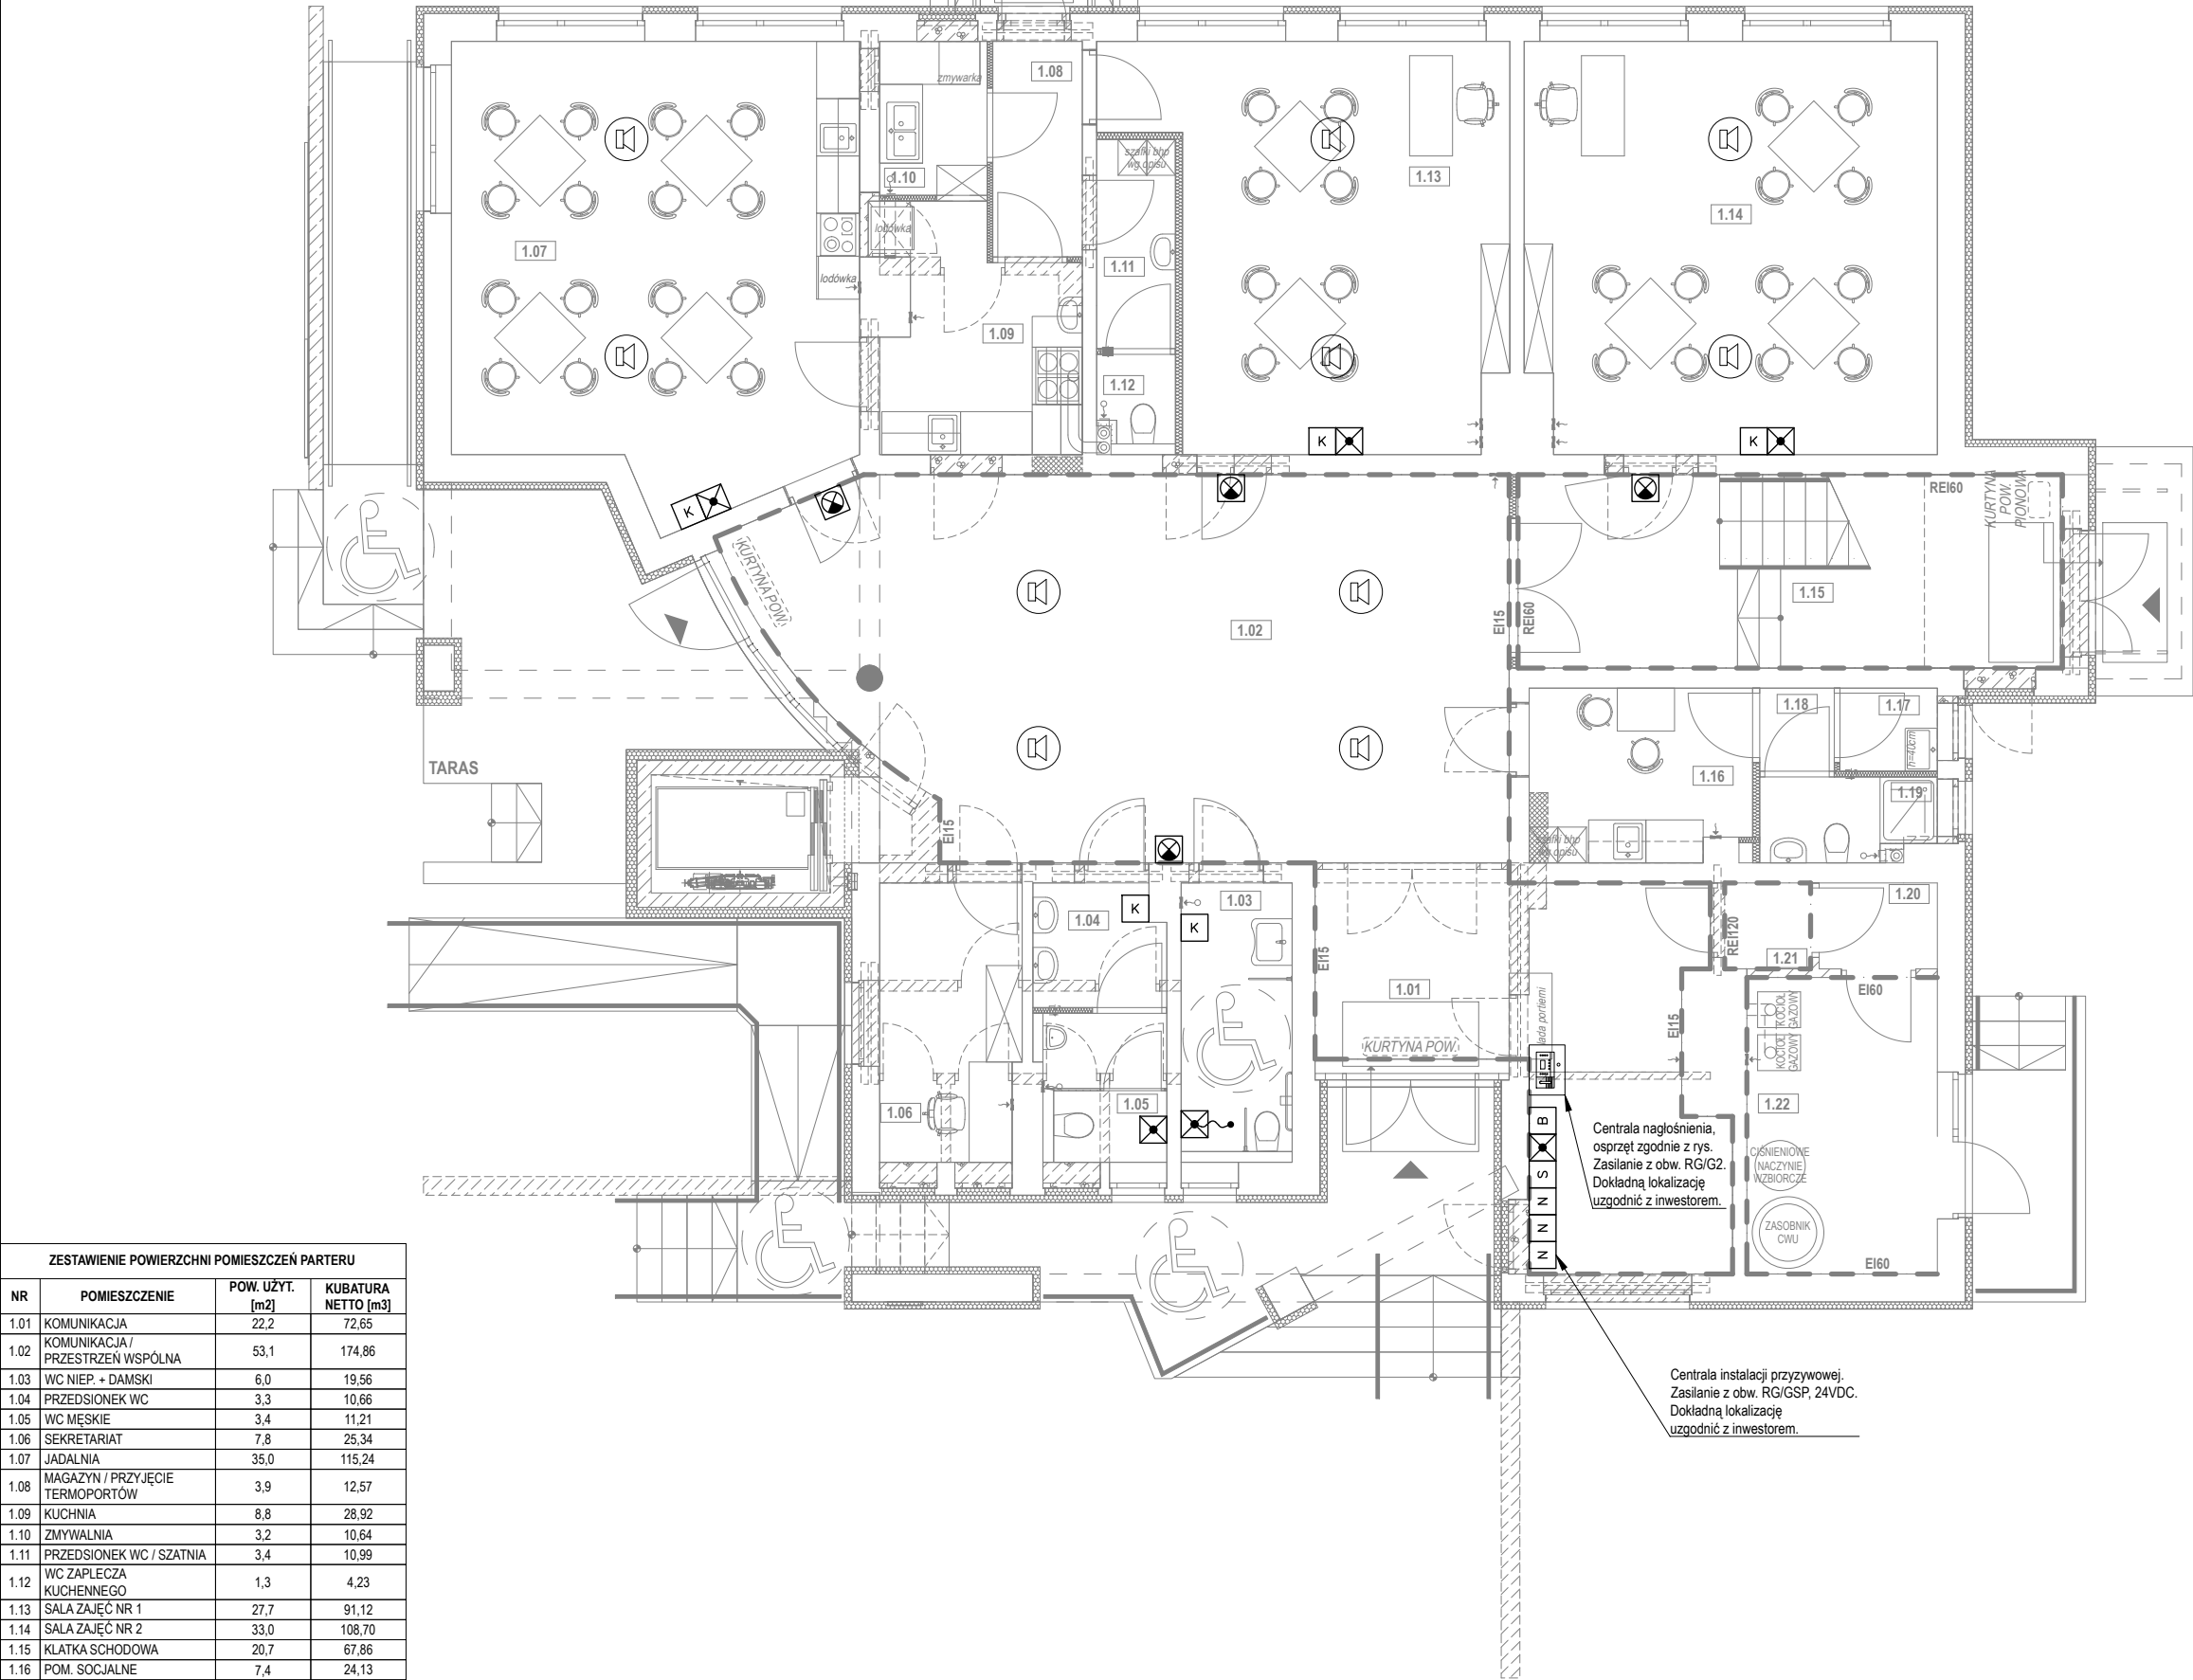 zmywarka
1.08
szafki bhp
wg opisu
1.10
1.13
1.14
lodówka
1.07
1.11
lodówka
1.09
1.12
K
K
K
REI60
KURTYNA
POW.
PIONOWA
KURTYNA POW.
EI15
REI60
1.15
1.02
1.18
1.17
h=40cm
TARAS
1.16
1.19
szafki bhp
wg opisu
EI15
1.04
K
1.03
K
1.20
REI120
1.21
EI15
1.01
EI60
KURTYNA POW.
lada portierni
EI15
KOCIOŁ
GAZOWY
KOCIOŁ
GAZOWY
1.06
1.05
1.22
B
S
N
N
N
Centrala nagłośnienia,
osprzęt zgodnie z rys.
Zasilanie z obw. RG/G2.
Dokładną lokalizację
uzgodnić z inwestorem.
CIŚNIENIOWE
NACZYNIE
WZBIORCZE
ZASOBNIK
CWU
EI60
Centrala instalacji przyzywowej.
Zasilanie z obw. RG/GSP, 24VDC.
Dokładną lokalizację
uzgodnić z inwestorem.
ZESTAWIENIE POWIERZCHNI POMIESZCZEŃ PARTERU
NR POMIESZCZENIE POW. UŻYT. [m2] KUBATURA NETTO [m3]
1.01 KOMUNIKACJA 22,2 72,65
1.02 KOMUNIKACJA / PRZESTRZEŃ WSPÓLNA 53,1 174,86
1.03 WC NIEP. + DAMSKI 6,0 19,56
1.04 PRZEDSIONEK WC 3,3 10,66
1.05 WC MĘSKIE 3,4 11,21
1.06 SEKRETARIAT 7,8 25,34
1.07 JADALNIA 35,0 115,24
1.08 MAGAZYN / PRZYJĘCIE TERMOPORTÓW 3,9 12,57
1.09 KUCHNIA 8,8 28,92
1.10 ZMYWALNIA 3,2 10,64
1.11 PRZEDSIONEK WC / SZATNIA 3,4 10,99
1.12 WC ZAPLECZA KUCHENNEGO 1,3 4,23
1.13 SALA ZAJĘĆ NR 1 27,7 91,12
1.14 SALA ZAJĘĆ NR 2 33,0 108,70
1.15 KLATKA SCHODOWA 20,7 67,86
1.16 POM. SOCJALNE 7,4 24,13